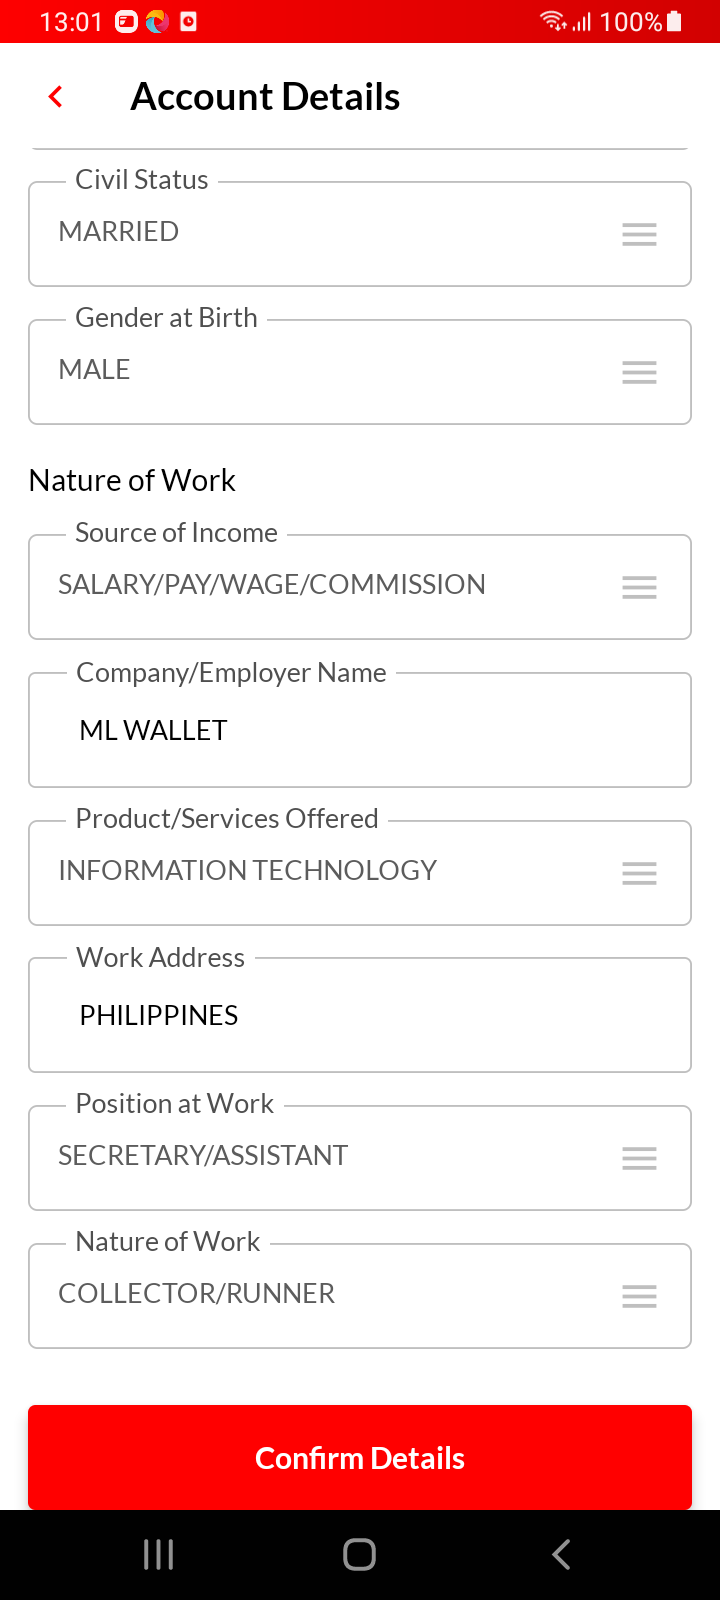 13:01
100%
Account Details
Civil Status
MARRIED
Gender at Birth
MALE
Nature of Work
Source of Income
SALARY/PAY/WAGE/COMMISSION
Company/Employer Name
ML WALLET
Product/Services Offered
INFORMATION TECHNOLOGY
Work Address
PHILIPPINES
Position at Work
SECRETARY/ASSISTANT
Nature of Work
COLLECTOR/RUNNER
Confirm Details